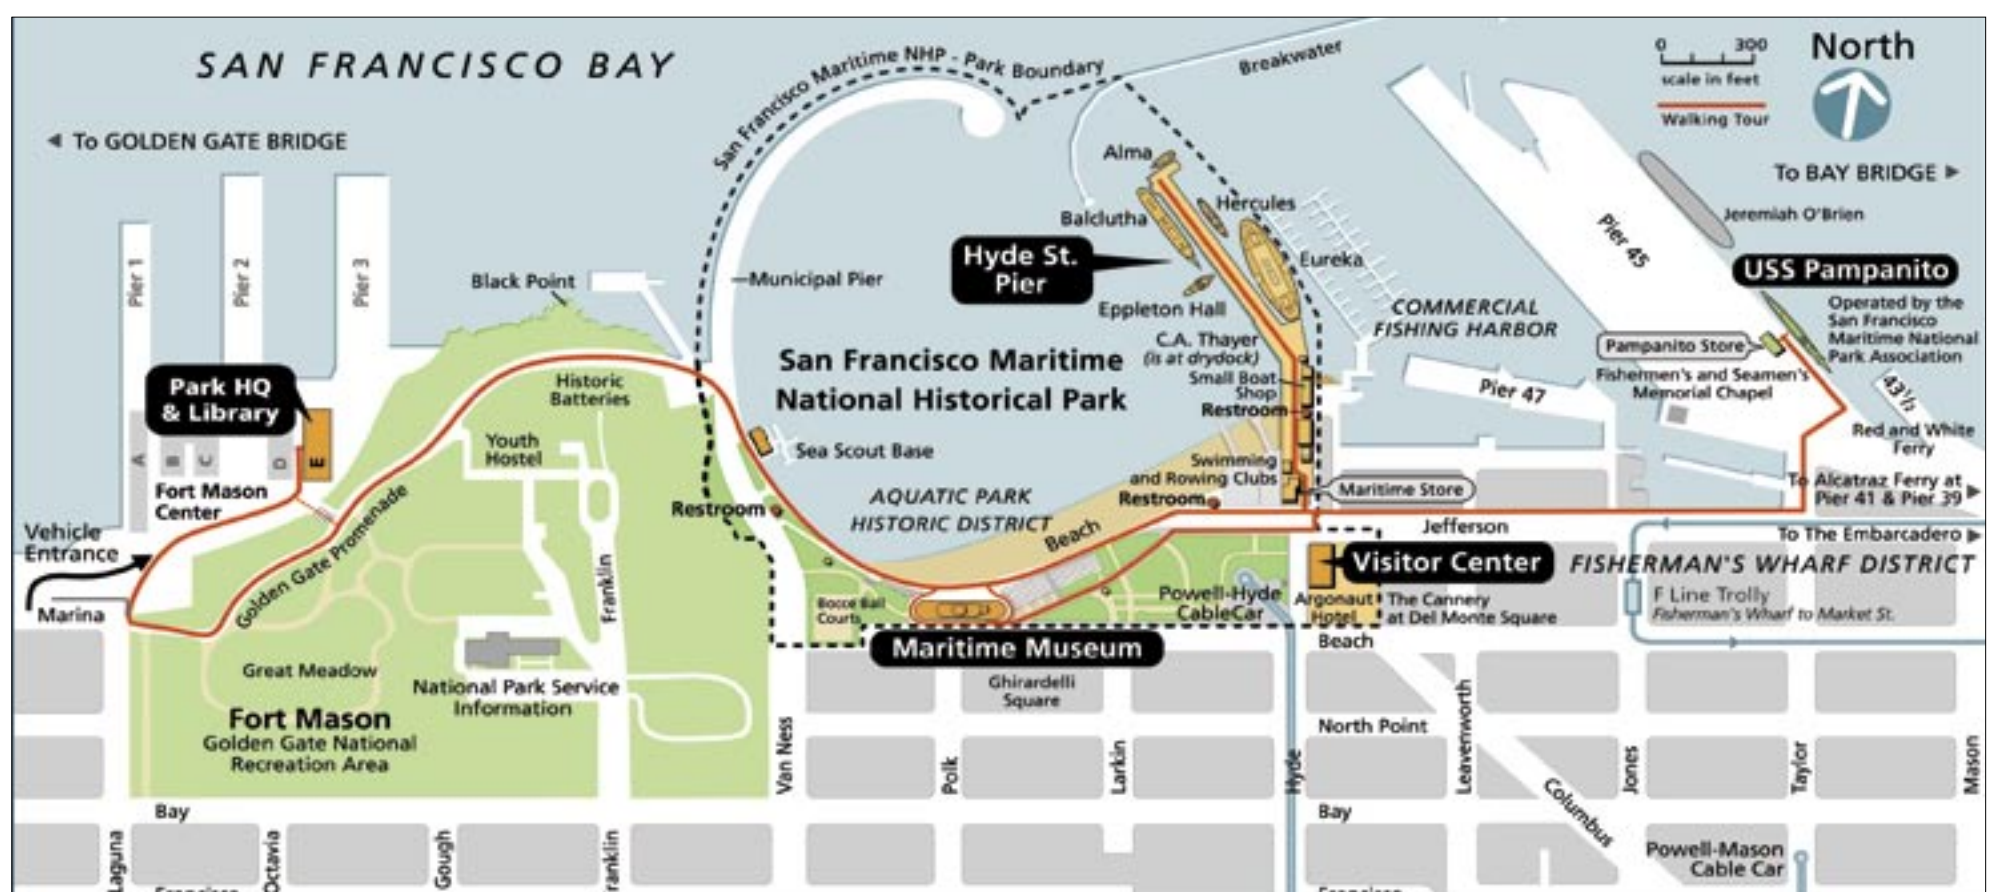 SAN FRANCISCO BAY
San Francisco Maritime NHP - Park Boundary
Breakwater
0 300
scale in feet
Walking Tour
North
To GOLDEN GATE BRIDGE
To BAY BRIDGE
Pier 1
Pier 2
Pier 3
Black Point
Municipal Pier
Alma
Balclutha
Hercules
Eureka
Hyde St.
Pier
Eppleton Hall
C.A. Thayer
(is at drydock)
Small Boat
Shop
Restroom
Swimming
and Rowing Clubs
Restroom
Maritime Store
COMMERCIAL
FISHING HARBOR
Pier 45
Jeremiah O'Brien
USS Pampanito
Operated by the
San Francisco
Maritime National
Park Association
Pampanito Store
Fishermen's and Seamen's
Memorial Chapel
Pier 47
43½
Red and White
Ferry
To Alcatraz Ferry at
Pier 41 & Pier 39
To The Embarcadero
San Francisco Maritime
National Historical Park
Park HQ
& Library
A
B
C
D
E
Fort Mason
Center
Vehicle
Entrance
Marina
Golden Gate Promenade
Historic
Batteries
Youth
Hostel
Franklin
Sea Scout Base
Restroom
AQUATIC PARK
HISTORIC DISTRICT
Beach
Jefferson
Visitor Center
FISHERMAN'S WHARF DISTRICT
F Line Trolly
Fisherman's Wharf to Market St.
Bocce Ball
Courts
Powell-Hyde
CableCar
Argonaut
Hotel
The Cannery
at Del Monte Square
Maritime Museum
Beach
Great Meadow
National Park Service
Information
Fort Mason
Golden Gate National
Recreation Area
Ghirardelli
Square
North Point
Van Ness
Polk
Larkin
Hyde
Leavenworth
Columbus
Jones
Taylor
Mason
Bay
Bay
Laguna
Octavia
Gough
ranklin
Powell-Mason
Cable Car
Francisco
Francisco